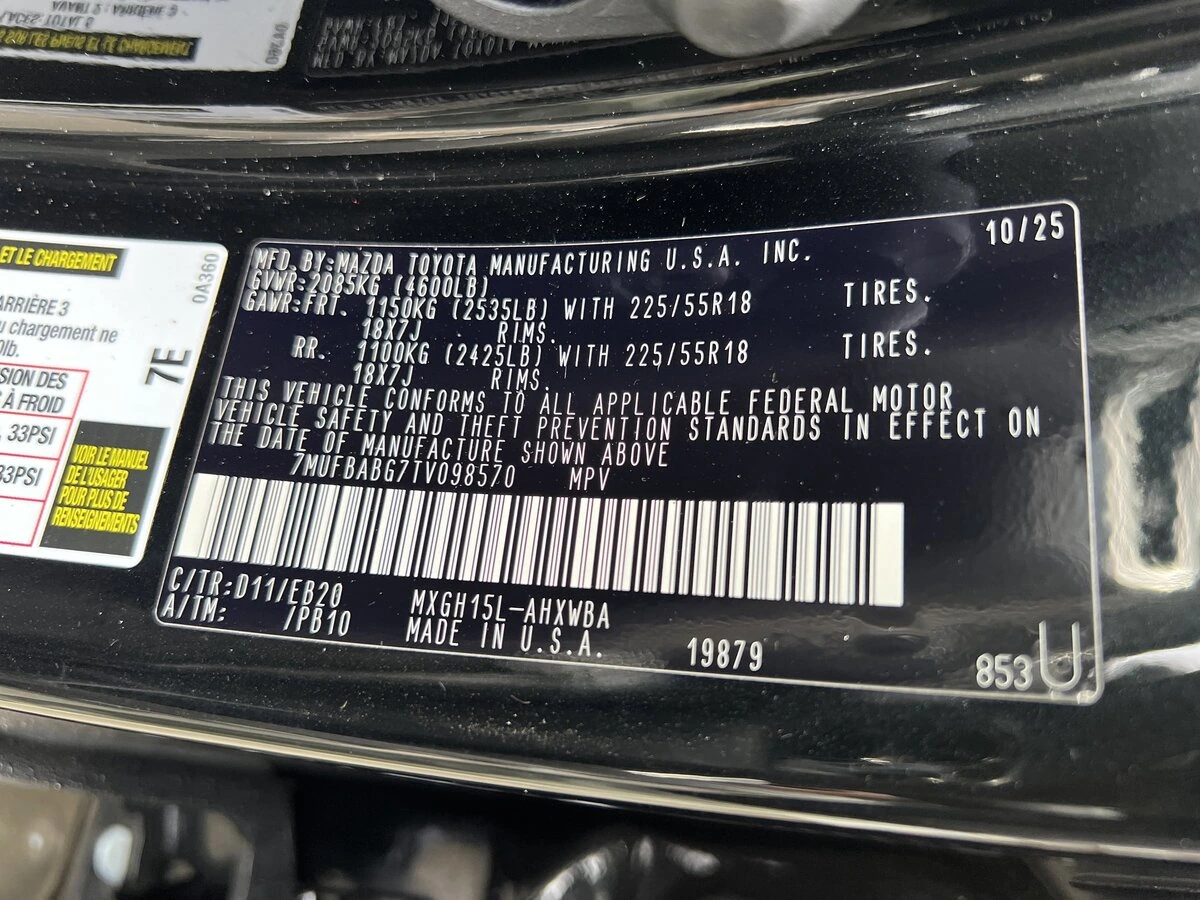 10/25
MFD.BY:MAZDA TOYOTA MANUFACTURING U.S.A. INC.
GVWR:2085KG (4600LB)
GAWR:FRT. 1150KG (2535LB) WITH 225/55R18 TIRES.
18X7J RIMS.
RR. 1100KG (2425LB) WITH 225/55R18 TIRES.
18X7J RIMS.
THIS VEHICLE CONFORMS TO ALL APPLICABLE FEDERAL MOTOR
VEHICLE SAFETY AND THEFT PREVENTION STANDARDS IN EFFECT ON
THE DATE OF MANUFACTURE SHOWN ABOVE
7MUFBABG7TV098570 MPV
C/TR:D11/EB20
A/TM: 7PB10
MXGH15L-AHXWBA
MADE IN U.S.A.
19879
853
ET LE CHARGEMENT
0A360
ARRIÈRE 3
chargement ne
7E
DES
À FROID
33PSI
33PSI
VOIR LE MANUEL
DE L'USAGER
POUR PLUS DE
RENSEIGNEMENTS